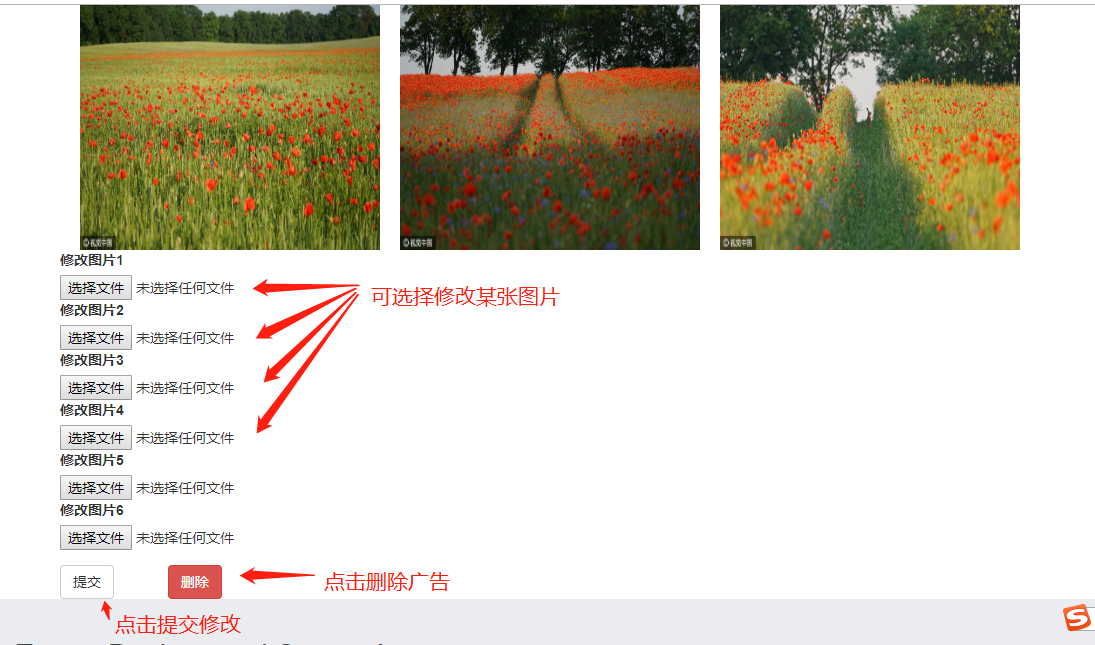 ©视觉中国 ©视觉中国 ©视觉中国
修改图片1
选择文件 未选择任何文件
可选择修改某张图片
修改图片2
选择文件 未选择任何文件
修改图片3
选择文件 未选择任何文件
修改图片4
选择文件 未选择任何文件
修改图片5
选择文件 未选择任何文件
修改图片6
选择文件 未选择任何文件
提交 删除 点击删除广告
点击提交修改
S